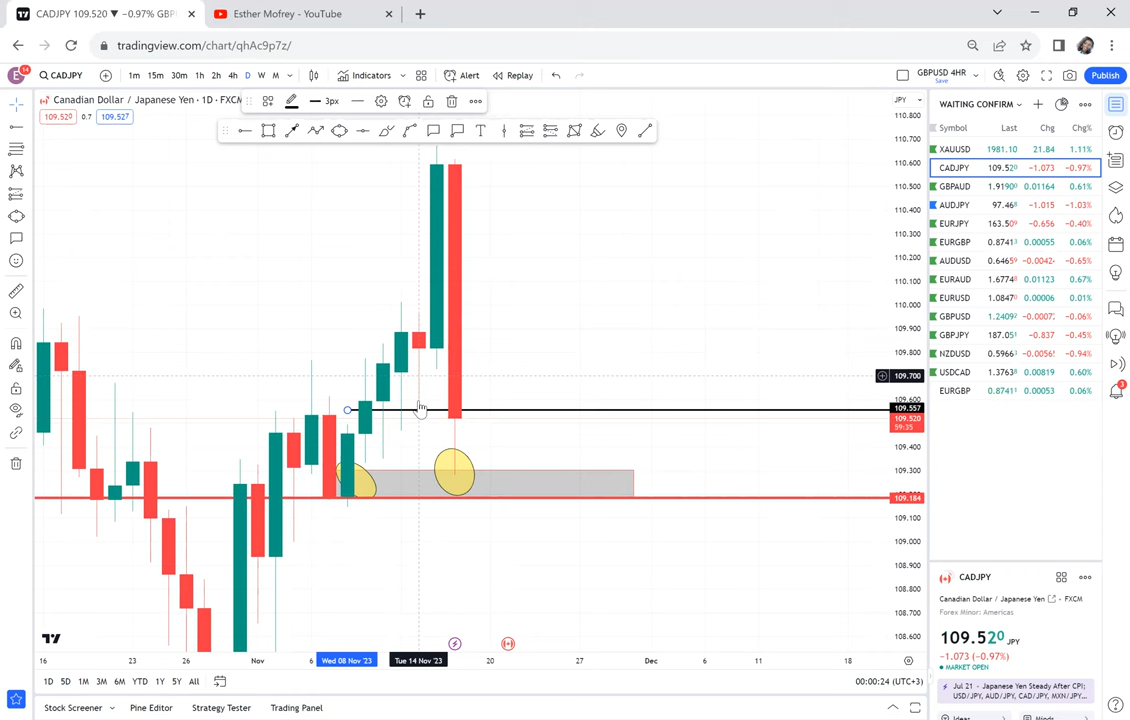 CADJPY 109.520 ▼ −0.97% GBP
Esther Mofrey - YouTube
tradingview.com/chart/qhAc9p7z/
E
14
CADJPY
1m 15m 30m 1h 2h 4h D W M
Indicators
Alert
Replay
GBPUSD 4HR
Save
Publish
Canadian Dollar / Japanese Yen · 1D · FXCM
3px
109.520 0.7 109.527
JPY
110.800
110.700
110.600
110.500
110.400
110.300
110.200
110.100
110.000
109.900
109.800
109.700
109.600
109.557
109.520
59:35
109.400
109.300
109.184
109.100
109.000
108.900
108.800
108.700
108.600
16 23 26 Nov 6 Wed 08 Nov '23 Tue 14 Nov '23 20 27 Dec 6 11 18
1D 5D 1M 3M 6M YTD 1Y 5Y All
00:00:24 (UTC+3)
Stock Screener
Pine Editor
Strategy Tester
Trading Panel
WAITING CONFIRM
Symbol Last Chg Chg%
XAUUSD 1981.10 21.84 1.11%
CADJPY 109.520 −1.073 −0.97%
GBPAUD 1.9190⁰ 0.01164 0.61%
AUDJPY 97.468 −1.015 −1.03%
EURJPY 163.509 −0.656 −0.40%
EURGBP 0.8741³ 0.00055 0.06%
AUDUSD 0.6465⁹ −0.0042 −0.65%
EURAUD 1.6774⁸ 0.01123 0.67%
EURUSD 1.0847⁰ 0.00006 0.01%
GBPUSD 1.2409² −0.0007 −0.06%
GBPJPY 187.051 −0.837 −0.45%
NZDUSD 0.5966³ −0.0056 −0.94%
USDCAD 1.3763⁸ 0.00819 0.60%
EURGBP 0.8741¹ 0.00053 0.06%
3
CADJPY
Canadian Dollar / Japanese Yen · FXCM
Forex Minor: Americas
109.520 JPY
−1.073 (−0.97%)
MARKET OPEN
Jul 21 · Japanese Yen Steady After CPI;
USD/JPY, AUD/JPY, CAD/JPY, MXN/JPY...
Ideas
Minds